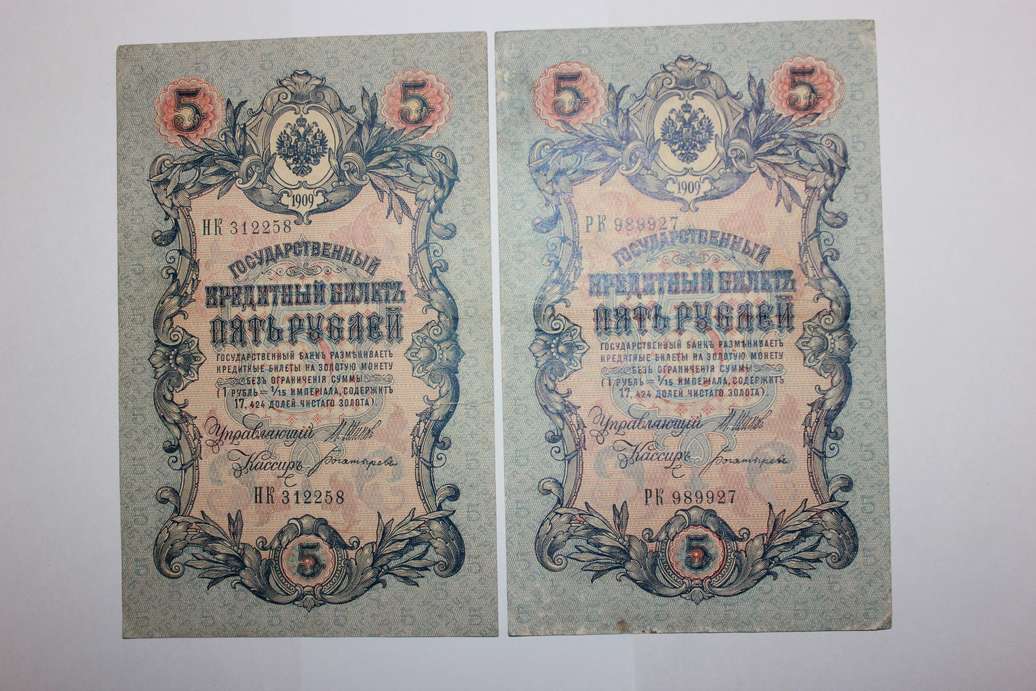 5 5
1909
НК 312258
ГОСУДАРСТВЕННЫЙ
КРЕДИТНЫЙ БИЛЕТЪ
ПЯТЬ РУБЛЕЙ
ГОСУДАРСТВЕННЫЙ БАНКЪ РАЗМѢНИВАЕТЪ
КРЕДИТНЫЕ БИЛЕТЫ НА ЗОЛОТУЮ МОНЕТУ
БЕЗЪ ОГРАНИЧЕНІЯ СУММЫ
(1 РУБЛЬ = 1/15 ИМПЕРІАЛА, СОДЕРЖИТЪ
17,424 ДОЛЕЙ ЧИСТАГО ЗОЛОТА).
Управляющій
Кассиръ Богатырев
НК 312258
5
5 5
1909
РК 989927
ГОСУДАРСТВЕННЫЙ
КРЕДИТНЫЙ БИЛЕТЪ
ПЯТЬ РУБЛЕЙ
ГОСУДАРСТВЕННЫЙ БАНКЪ РАЗМѢНИВАЕТЪ
КРЕДИТНЫЕ БИЛЕТЫ НА ЗОЛОТУЮ МОНЕТУ
БЕЗЪ ОГРАНИЧЕНІЯ СУММЫ
(1 РУБЛЬ = 1/15 ИМПЕРІАЛА, СОДЕРЖИТЪ
17,424 ДОЛЕЙ ЧИСТАГО ЗОЛОТА).
Управляющій
Кассиръ Богатырев
РК 989927
5